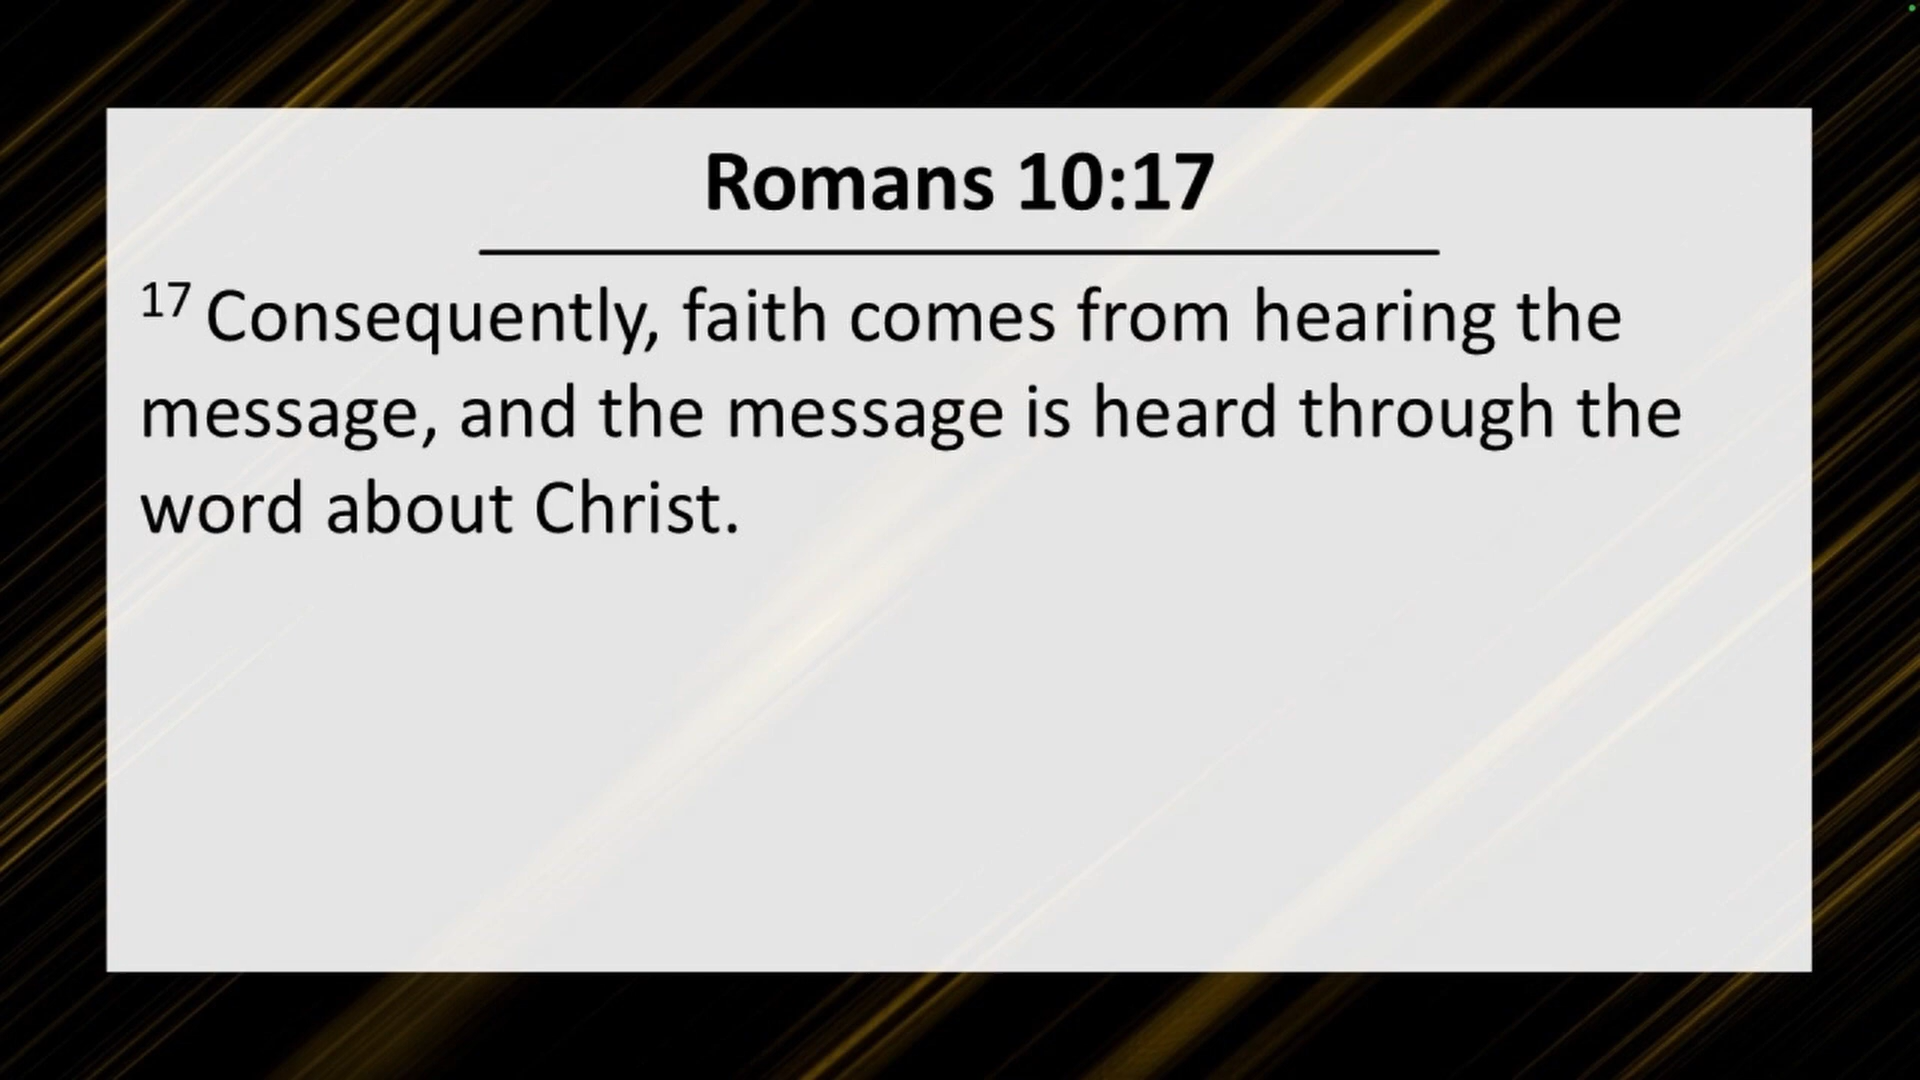 Romans 10:17
17 Consequently, faith comes from hearing the
message, and the message is heard through the
word about Christ.